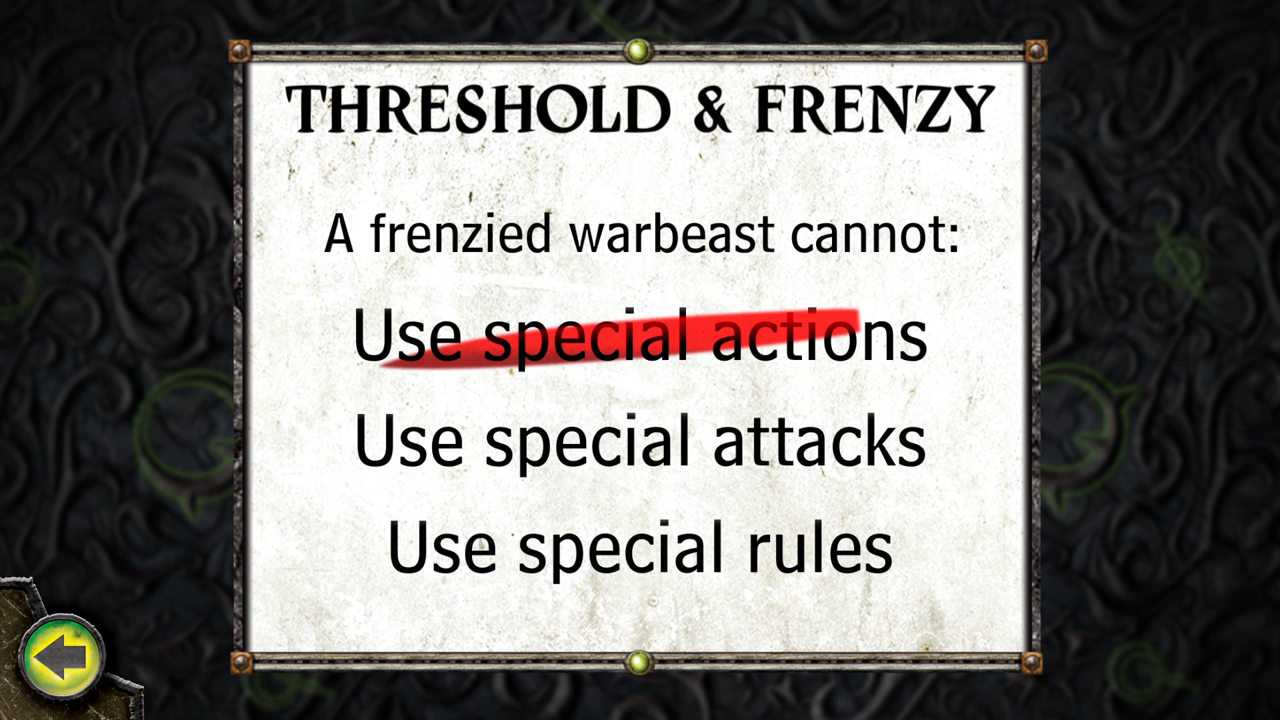 THRESHOLD & FRENZY
A frenzied warbeast cannot:
Use special actions
Use special attacks
Use special rules